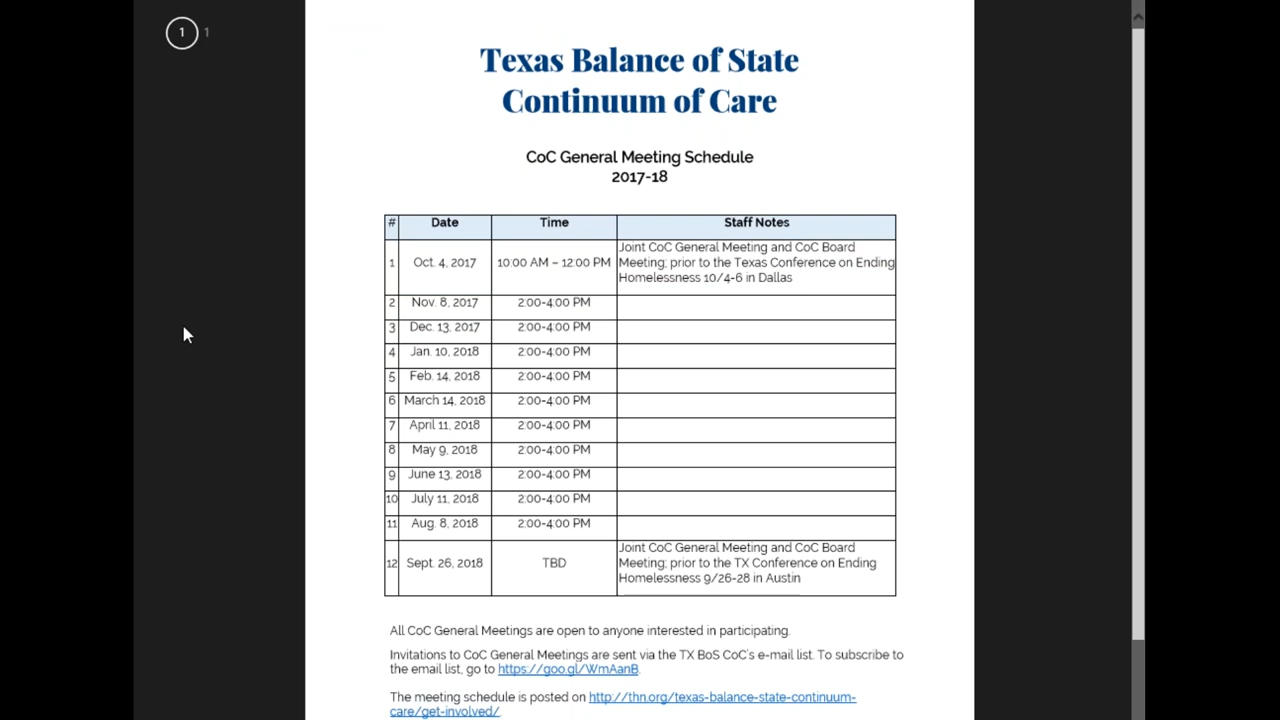 1 1
Texas Balance of State
Continuum of Care
CoC General Meeting Schedule
2017-18
# Date Time Staff Notes
1 Oct. 4, 2017 10:00 AM – 12:00 PM Joint CoC General Meeting and CoC Board
Meeting; prior to the Texas Conference on Ending
Homelessness 10/4-6 in Dallas
2 Nov. 8, 2017 2:00-4:00 PM
3 Dec. 13, 2017 2:00-4:00 PM
4 Jan. 10, 2018 2:00-4:00 PM
5 Feb. 14, 2018 2:00-4:00 PM
6 March 14, 2018 2:00-4:00 PM
7 April 11, 2018 2:00-4:00 PM
8 May 9, 2018 2:00-4:00 PM
9 June 13, 2018 2:00-4:00 PM
10 July 11, 2018 2:00-4:00 PM
11 Aug. 8, 2018 2:00-4:00 PM
12 Sept. 26, 2018 TBD Joint CoC General Meeting and CoC Board
Meeting; prior to the TX Conference on Ending
Homelessness 9/26-28 in Austin
All CoC General Meetings are open to anyone interested in participating.
Invitations to CoC General Meetings are sent via the TX BoS CoC's e-mail list. To subscribe to
the email list, go to https://goo.gl/WmAanB.
The meeting schedule is posted on http://thn.org/texas-balance-state-continuum-
care/get-involved/